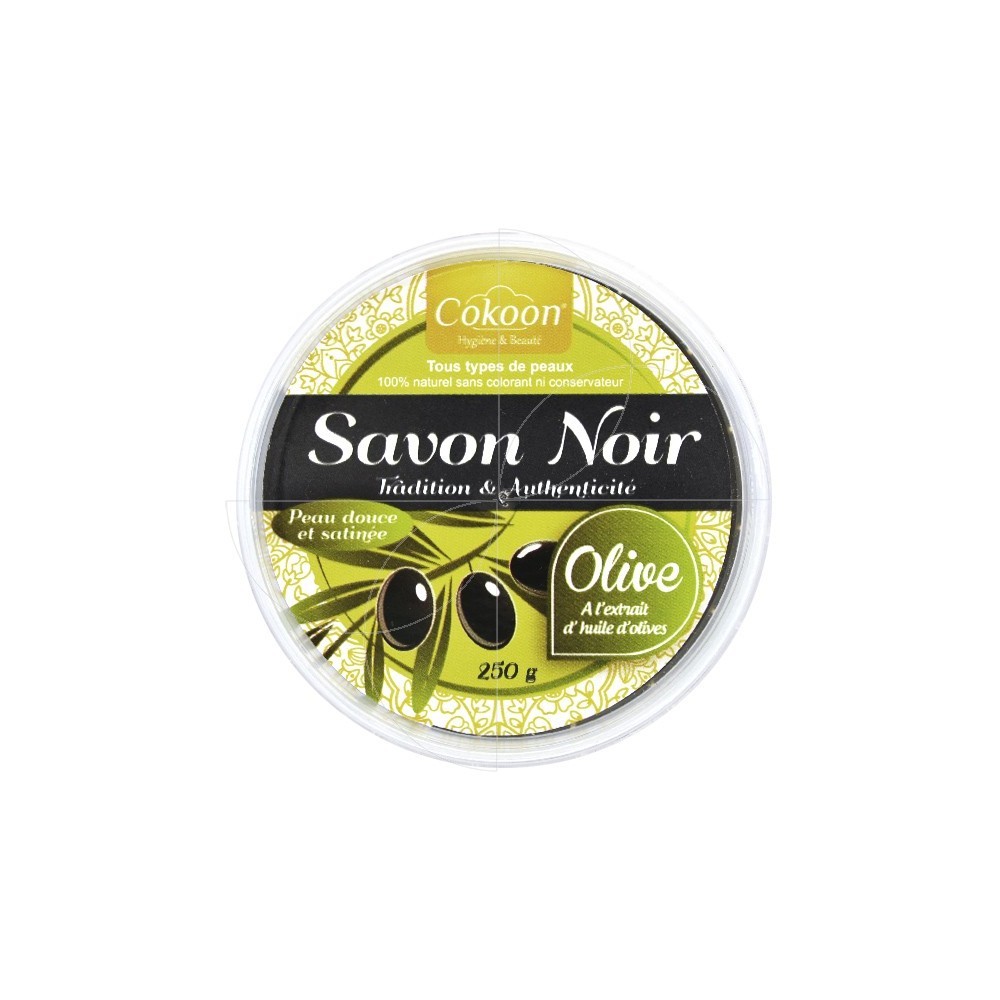 Cokoon®
Hygiène & Beauté
Tous types de peaux
100% naturel sans colorant ni conservateur
Savon Noir
Tradition & Authenticité
Peau douce
et satinée
Olive
A l'extrait
d'huile d'olives
250 g